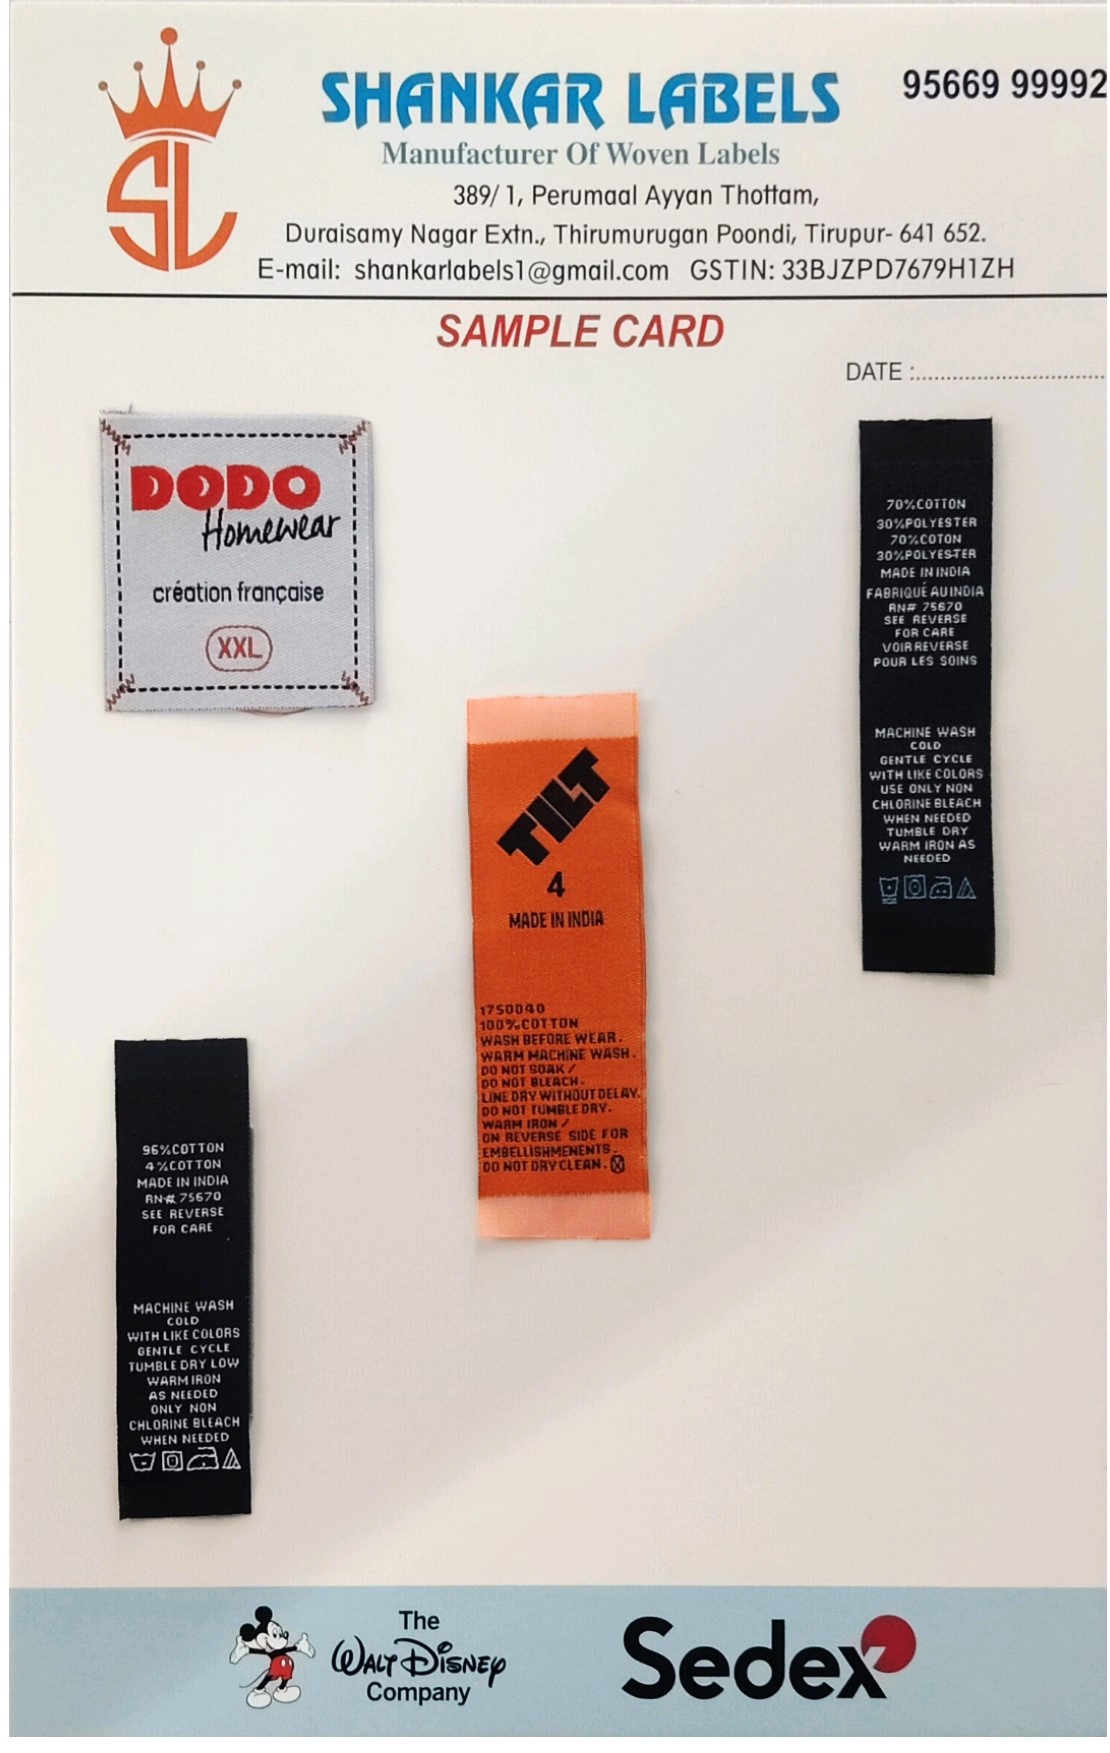 SL
SHANKAR LABELS
95669 99992
Manufacturer Of Woven Labels
389/1, Perumaal Ayyan Thottam,
Duraisamy Nagar Extn., Thirumurugan Poondi, Tirupur- 641 652.
E-mail: shankarlabels1@gmail.com GSTIN: 33BJZPD7679H1ZH
SAMPLE CARD
DATE :
DODO
Homewear
création française
XXL
70%COTTON
30%POLYESTER
70%COTON
30%POLYESTER
MADE IN INDIA
FABRIQUÉ AU INDIA
RN# 75670
SEE REVERSE
FOR CARE
VOIR REVERSE
POUR LES SOINS
MACHINE WASH
COLD
GENTLE CYCLE
WITH LIKE COLORS
USE ONLY NON
CHLORINE BLEACH
WHEN NEEDED
TUMBLE DRY
WARM IRON AS
NEEDED
TILT
4
MADE IN INDIA
1750040
100%COTTON
WASH BEFORE WEAR.
WARM MACHINE WASH.
DO NOT SOAK /
DO NOT BLEACH.
LINE DRY WITHOUT DELAY.
DO NOT TUMBLE DRY.
WARM IRON /
ON REVERSE SIDE FOR
EMBELLISHMENENTS.
DO NOT DRY CLEAN.
96%COTTON
4%COTTON
MADE IN INDIA
RN# 75670
SEE REVERSE
FOR CARE
MACHINE WASH
COLD
WITH LIKE COLORS
GENTLE CYCLE
TUMBLE DRY LOW
WARM IRON
AS NEEDED
ONLY NON
CHLORINE BLEACH
WHEN NEEDED
The
WALT DISNEY
Company
Sedex